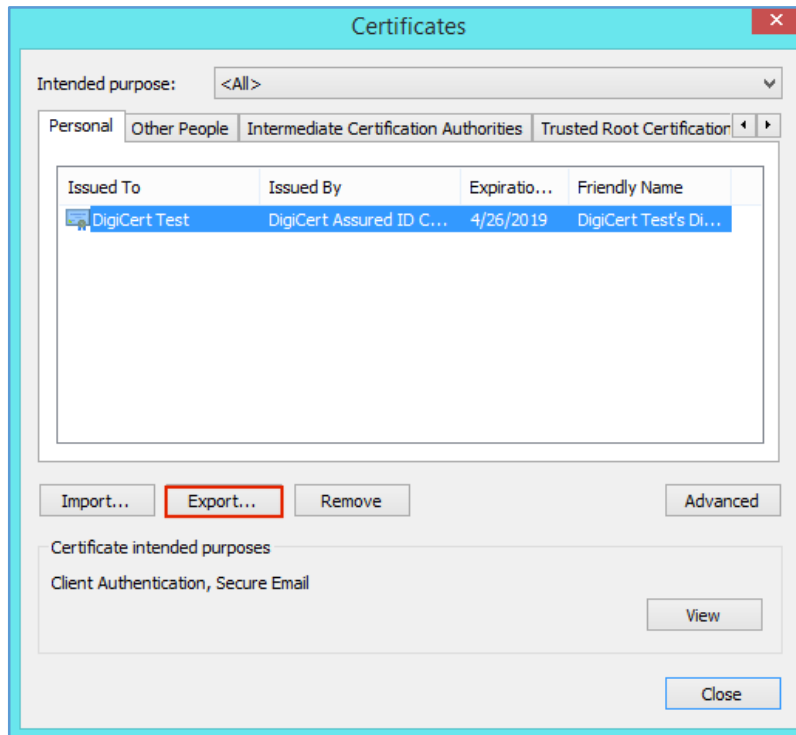 Certificates
Intended purpose: <All>
Personal Other People Intermediate Certification Authorities Trusted Root Certification
Issued To Issued By Expiratio... Friendly Name
DigiCert Test DigiCert Assured ID C... 4/26/2019 DigiCert Test's Di...
Import... Export... Remove Advanced
Certificate intended purposes
Client Authentication, Secure Email
View
Close